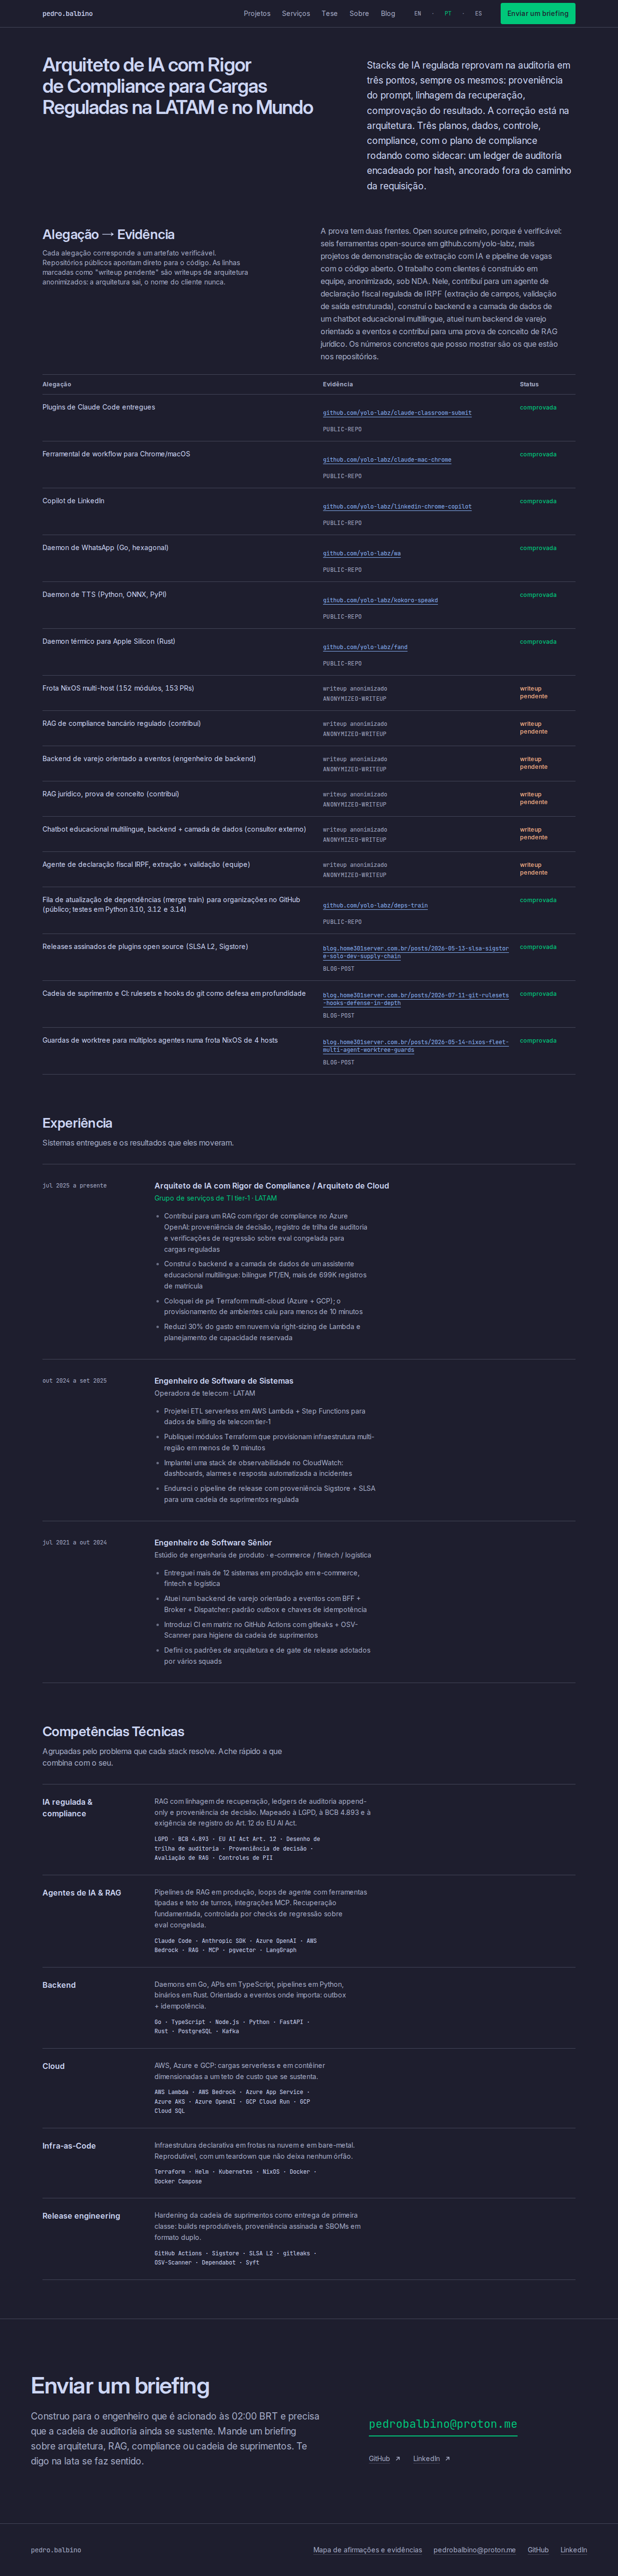 pedro.balbino
Projetos Serviços Tese Sobre Blog EN · PT · ES Enviar um briefing
Arquiteto de IA com Rigor
de Compliance para Cargas
Reguladas na LATAM e no Mundo
Stacks de IA regulada reprovam na auditoria em
três pontos, sempre os mesmos: proveniência
do prompt, linhagem da recuperação,
comprovação do resultado. A correção está na
arquitetura. Três planos, dados, controle,
compliance, com o plano de compliance
rodando como sidecar: um ledger de auditoria
encadeado por hash, ancorado fora do caminho
da requisição.
Alegação → Evidência
Cada alegação corresponde a um artefato verificável.
Repositórios públicos apontam direto para o código. As linhas
marcadas como "writeup pendente" são writeups de arquitetura
anonimizados: a arquitetura sai, o nome do cliente nunca.
A prova tem duas frentes. Open source primeiro, porque é verificável:
seis ferramentas open-source em github.com/yolo-labz, mais
projetos de demonstração de extração com IA e pipeline de vagas
com o código aberto. O trabalho com clientes é construído em
equipe, anonimizado, sob NDA. Nele, contribuí para um agente de
declaração fiscal regulada de IRPF (extração de campos, validação
de saída estruturada), construí o backend e a camada de dados de
um chatbot educacional multilíngue, atuei num backend de varejo
orientado a eventos e contribuí para uma prova de conceito de RAG
jurídico. Os números concretos que posso mostrar são os que estão
nos repositórios.
Alegação Evidência Status
Plugins de Claude Code entregues
github.com/yolo-labz/claude-classroom-submit
PUBLIC-REPO
comprovada
Ferramental de workflow para Chrome/macOS
github.com/yolo-labz/claude-mac-chrome
PUBLIC-REPO
comprovada
Copilot de LinkedIn
github.com/yolo-labz/linkedin-chrome-copilot
PUBLIC-REPO
comprovada
Daemon de WhatsApp (Go, hexagonal)
github.com/yolo-labz/wa
PUBLIC-REPO
comprovada
Daemon de TTS (Python, ONNX, PyPI)
github.com/yolo-labz/kokoro-speakd
PUBLIC-REPO
comprovada
Daemon térmico para Apple Silicon (Rust)
github.com/yolo-labz/fand
PUBLIC-REPO
comprovada
Frota NixOS multi-host (152 módulos, 153 PRs)
writeup anonimizado
ANONYMIZED-WRITEUP
writeup
pendente
RAG de compliance bancário regulado (contribuí)
writeup anonimizado
ANONYMIZED-WRITEUP
writeup
pendente
Backend de varejo orientado a eventos (engenheiro de backend)
writeup anonimizado
ANONYMIZED-WRITEUP
writeup
pendente
RAG jurídico, prova de conceito (contribuí)
writeup anonimizado
ANONYMIZED-WRITEUP
writeup
pendente
Chatbot educacional multilíngue, backend + camada de dados (consultor externo)
writeup anonimizado
ANONYMIZED-WRITEUP
writeup
pendente
Agente de declaração fiscal IRPF, extração + validação (equipe)
writeup anonimizado
ANONYMIZED-WRITEUP
writeup
pendente
Fila de atualização de dependências (merge train) para organizações no GitHub
(público; testes em Python 3.10, 3.12 e 3.14)
github.com/yolo-labz/deps-train
PUBLIC-REPO
comprovada
Releases assinados de plugins open source (SLSA L2, Sigstore)
blog.home301server.com.br/posts/2026-05-13-slsa-sigstor
e-solo-dev-supply-chain
BLOG-POST
comprovada
Cadeia de suprimento e CI: rulesets e hooks do git como defesa em profundidade
blog.home301server.com.br/posts/2026-07-11-git-rulesets
-hooks-defense-in-depth
BLOG-POST
comprovada
Guardas de worktree para múltiplos agentes numa frota NixOS de 4 hosts
blog.home301server.com.br/posts/2026-05-14-nixos-fleet-
multi-agent-worktree-guards
BLOG-POST
comprovada
Experiência
Sistemas entregues e os resultados que eles moveram.
jul 2025 a presente
Arquiteto de IA com Rigor de Compliance / Arquiteto de Cloud
Grupo de serviços de TI tier-1 · LATAM
Contribuí para um RAG com rigor de compliance no Azure
OpenAI: proveniência de decisão, registro de trilha de auditoria
e verificações de regressão sobre eval congelada para
cargas reguladas
Construí o backend e a camada de dados de um assistente
educacional multilíngue: bilíngue PT/EN, mais de 699K registros
de matrícula
Coloquei de pé Terraform multi-cloud (Azure + GCP); o
provisionamento de ambientes caiu para menos de 10 minutos
Reduzi 30% do gasto em nuvem via right-sizing de Lambda e
planejamento de capacidade reservada
out 2024 a set 2025
Engenheiro de Software de Sistemas
Operadora de telecom · LATAM
Projetei ETL serverless em AWS Lambda + Step Functions para
dados de billing de telecom tier-1
Publiquei módulos Terraform que provisionam infraestrutura multi-
região em menos de 10 minutos
Implantei uma stack de observabilidade no CloudWatch:
dashboards, alarmes e resposta automatizada a incidentes
Endureci o pipeline de release com proveniência Sigstore + SLSA
para uma cadeia de suprimentos regulada
jul 2021 a out 2024
Engenheiro de Software Sênior
Estúdio de engenharia de produto · e-commerce / fintech / logística
Entreguei mais de 12 sistemas em produção em e-commerce,
fintech e logística
Atuei num backend de varejo orientado a eventos com BFF +
Broker + Dispatcher: padrão outbox e chaves de idempotência
Introduzi CI em matriz no GitHub Actions com gitleaks + OSV-
Scanner para higiene da cadeia de suprimentos
Defini os padrões de arquitetura e de gate de release adotados
por vários squads
Competências Técnicas
Agrupadas pelo problema que cada stack resolve. Ache rápido a que
combina com o seu.
IA regulada &
compliance
RAG com linhagem de recuperação, ledgers de auditoria append-
only e proveniência de decisão. Mapeado à LGPD, à BCB 4.893 e à
exigência de registro do Art. 12 do EU AI Act.
LGPD · BCB 4.893 · EU AI Act Art. 12 · Desenho de
trilha de auditoria · Proveniência de decisão ·
Avaliação de RAG · Controles de PII
Agentes de IA & RAG
Pipelines de RAG em produção, loops de agente com ferramentas
tipadas e teto de turnos, integrações MCP. Recuperação
fundamentada, controlada por checks de regressão sobre
eval congelada.
Claude Code · Anthropic SDK · Azure OpenAI · AWS
Bedrock · RAG · MCP · pgvector · LangGraph
Backend
Daemons em Go, APIs em TypeScript, pipelines em Python,
binários em Rust. Orientado a eventos onde importa: outbox
+ idempotência.
Go · TypeScript · Node.js · Python · FastAPI ·
Rust · PostgreSQL · Kafka
Cloud
AWS, Azure e GCP: cargas serverless e em contêiner
dimensionadas a um teto de custo que se sustenta.
AWS Lambda · AWS Bedrock · Azure App Service ·
Azure AKS · Azure OpenAI · GCP Cloud Run · GCP
Cloud SQL
Infra-as-Code
Infraestrutura declarativa em frotas na nuvem e em bare-metal.
Reprodutível, com um teardown que não deixa nenhum órfão.
Terraform · Helm · Kubernetes · NixOS · Docker ·
Docker Compose
Release engineering
Hardening da cadeia de suprimentos como entrega de primeira
classe: builds reprodutíveis, proveniência assinada e SBOMs em
formato duplo.
GitHub Actions · Sigstore · SLSA L2 · gitleaks ·
OSV-Scanner · Dependabot · Syft
Enviar um briefing
Construo para o engenheiro que é acionado às 02:00 BRT e precisa
que a cadeia de auditoria ainda se sustente. Mande um briefing
sobre arquitetura, RAG, compliance ou cadeia de suprimentos. Te
digo na lata se faz sentido.
pedrobalbino@proton.me
GitHub ↗ LinkedIn ↗
pedro.balbino
Mapa de afirmações e evidências pedrobalbino@proton.me GitHub LinkedIn